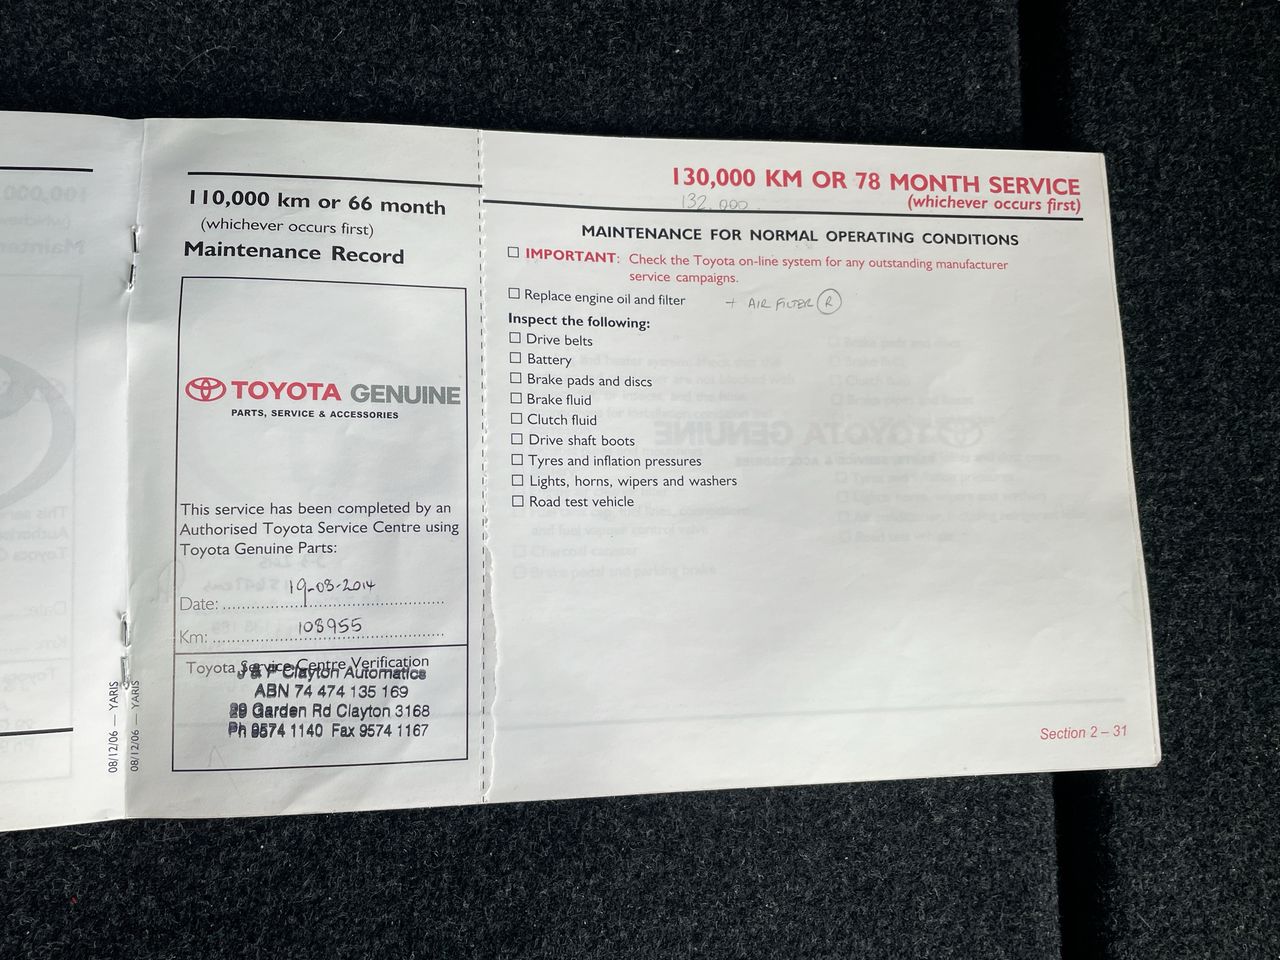 110,000 km or 66 month
(whichever occurs first)
Maintenance Record
TOYOTA GENUINE
PARTS, SERVICE & ACCESSORIES
This service has been completed by an
Authorised Toyota Service Centre using
Toyota Genuine Parts:
Date: 19-08-2014
Km: 108955
Toyota Service Centre Verification
J & P Clayton Automatics
ABN 74 474 135 169
29 Garden Rd Clayton 3168
Ph 9574 1140 Fax 9574 1167
08/12/06 — YARIS
08/12/06 — YARIS
130,000 KM OR 78 MONTH SERVICE
132,000
(whichever occurs first)
MAINTENANCE FOR NORMAL OPERATING CONDITIONS
IMPORTANT: Check the Toyota on-line system for any outstanding manufacturer
service campaigns.
Replace engine oil and filter + AIR FILTER R
Inspect the following:
Drive belts
Battery
Brake pads and discs
Brake fluid
Clutch fluid
Drive shaft boots
Tyres and inflation pressures
Lights, horns, wipers and washers
Road test vehicle
Section 2 – 31